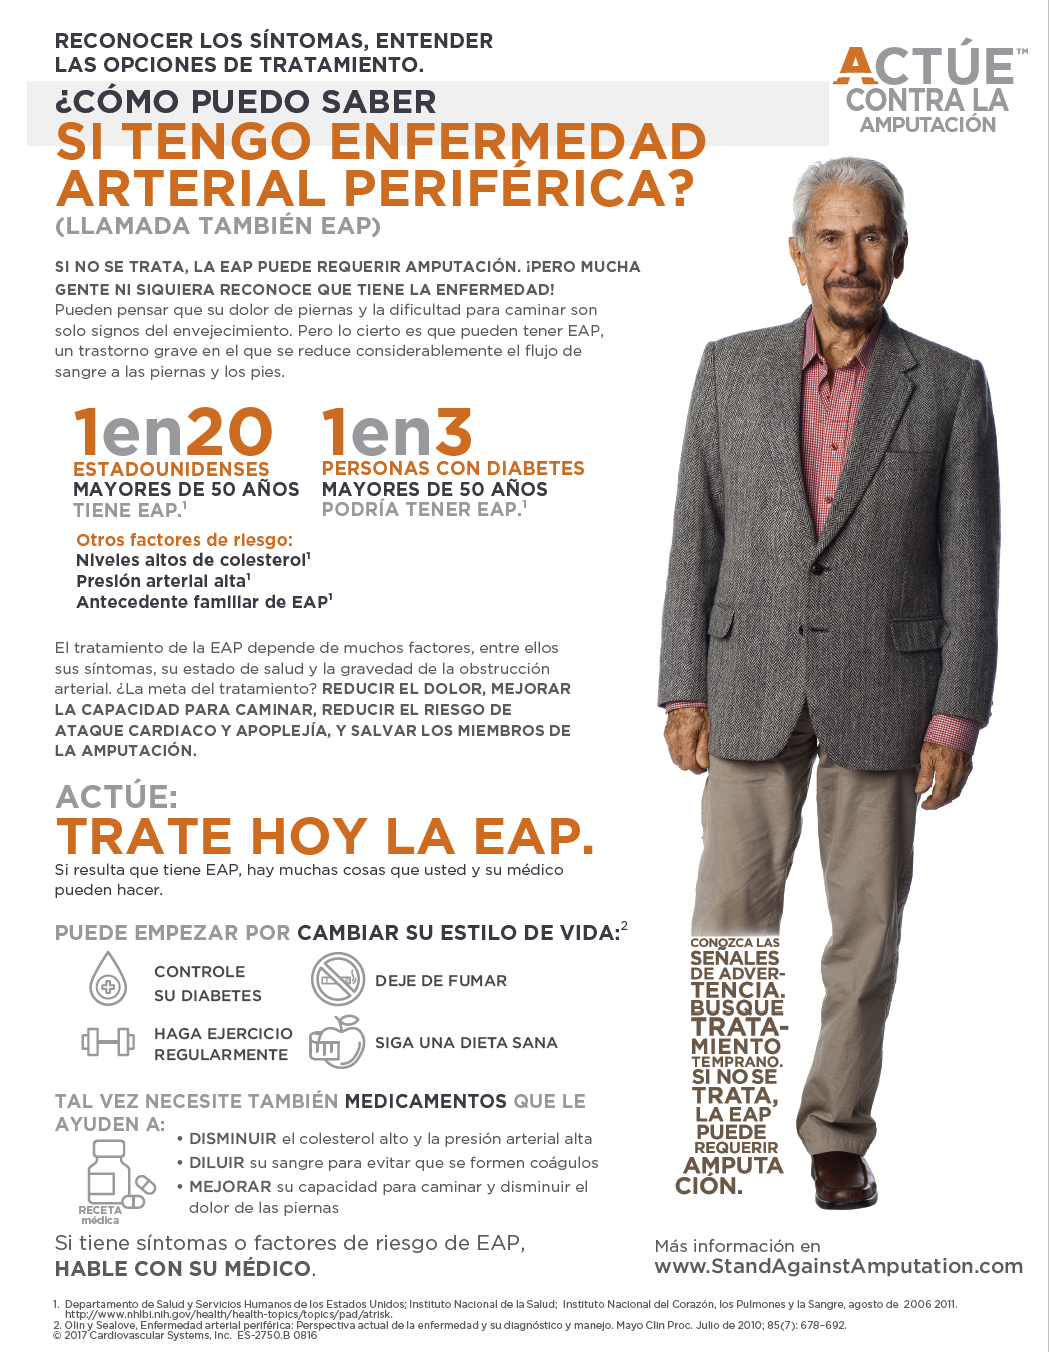 RECONOCER LOS SÍNTOMAS, ENTENDER
LAS OPCIONES DE TRATAMIENTO.
¿CÓMO PUEDO SABER
SI TENGO ENFERMEDAD
ARTERIAL PERIFÉRICA?
(LLAMADA TAMBIÉN EAP)
ACTÚE™
CONTRA LA
AMPUTACIÓN
SI NO SE TRATA, LA EAP PUEDE REQUERIR AMPUTACIÓN. ¡PERO MUCHA
GENTE NI SIQUIERA RECONOCE QUE TIENE LA ENFERMEDAD!
Pueden pensar que su dolor de piernas y la dificultad para caminar son
solo signos del envejecimiento. Pero lo cierto es que pueden tener EAP,
un trastorno grave en el que se reduce considerablemente el flujo de
sangre a las piernas y los pies.
1en20
ESTADOUNIDENSES
MAYORES DE 50 AÑOS
TIENE EAP.¹
1en3
PERSONAS CON DIABETES
MAYORES DE 50 AÑOS
PODRÍA TENER EAP.¹
Otros factores de riesgo:
Niveles altos de colesterol¹
Presión arterial alta¹
Antecedente familiar de EAP¹
El tratamiento de la EAP depende de muchos factores, entre ellos
sus síntomas, su estado de salud y la gravedad de la obstrucción
arterial. ¿La meta del tratamiento? REDUCIR EL DOLOR, MEJORAR
LA CAPACIDAD PARA CAMINAR, REDUCIR EL RIESGO DE
ATAQUE CARDIACO Y APOPLEJÍA, Y SALVAR LOS MIEMBROS DE
LA AMPUTACIÓN.
ACTÚE:
TRATE HOY LA EAP.
Si resulta que tiene EAP, hay muchas cosas que usted y su médico
pueden hacer.
PUEDE EMPEZAR POR CAMBIAR SU ESTILO DE VIDA:²
CONTROLE
SU DIABETES
DEJE DE FUMAR
HAGA EJERCICIO
REGULARMENTE
SIGA UNA DIETA SANA
TAL VEZ NECESITE TAMBIÉN MEDICAMENTOS QUE LE
AYUDEN A:
• DISMINUIR el colesterol alto y la presión arterial alta
• DILUIR su sangre para evitar que se formen coágulos
• MEJORAR su capacidad para caminar y disminuir el
dolor de las piernas
RECETA
médica
Si tiene síntomas o factores de riesgo de EAP,
HABLE CON SU MÉDICO.
CONOZCA LAS
SEÑALES
DE ADVER-
TENCIA.
BUSQUE
TRATA-
MIENTO
TEMPRANO.
SI NO SE
TRATA,
LA EAP
PUEDE
REQUERIR
AMPUTA
CIÓN.
Más información en
www.StandAgainstAmputation.com
1. Departamento de Salud y Servicios Humanos de los Estados Unidos; Instituto Nacional de la Salud; Instituto Nacional del Corazón, los Pulmones y la Sangre, agosto de 2006 2011.
http://www.nhlbi.nih.gov/health/health-topics/topics/pad/atrisk.
2. Olin y Sealove, Enfermedad arterial periférica: Perspectiva actual de la enfermedad y su diagnóstico y manejo. Mayo Clin Proc. Julio de 2010; 85(7): 678–692.
© 2017 Cardiovascular Systems, Inc. ES-2750.B 0816